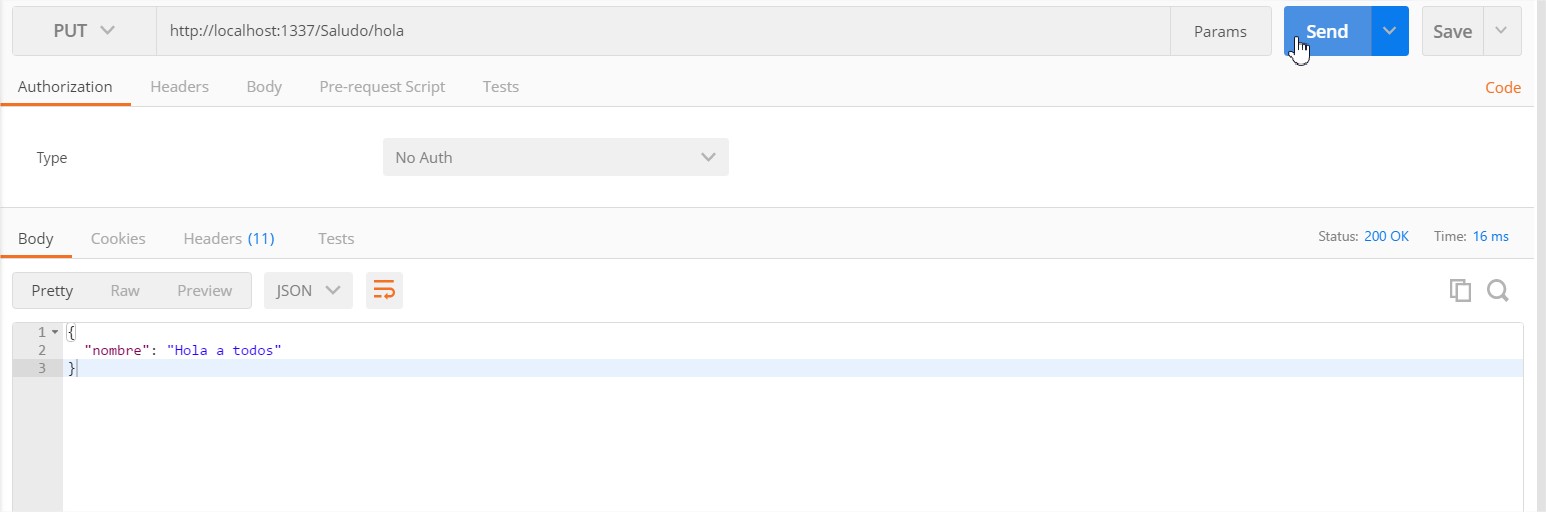 PUT http://localhost:1337/Saludo/hola Params Send Save
Authorization Headers Body Pre-request Script Tests Code
Type No Auth
Body Cookies Headers (11) Tests Status: 200 OK Time: 16 ms
Pretty Raw Preview JSON
1 {
2 "nombre": "Hola a todos"
3 }